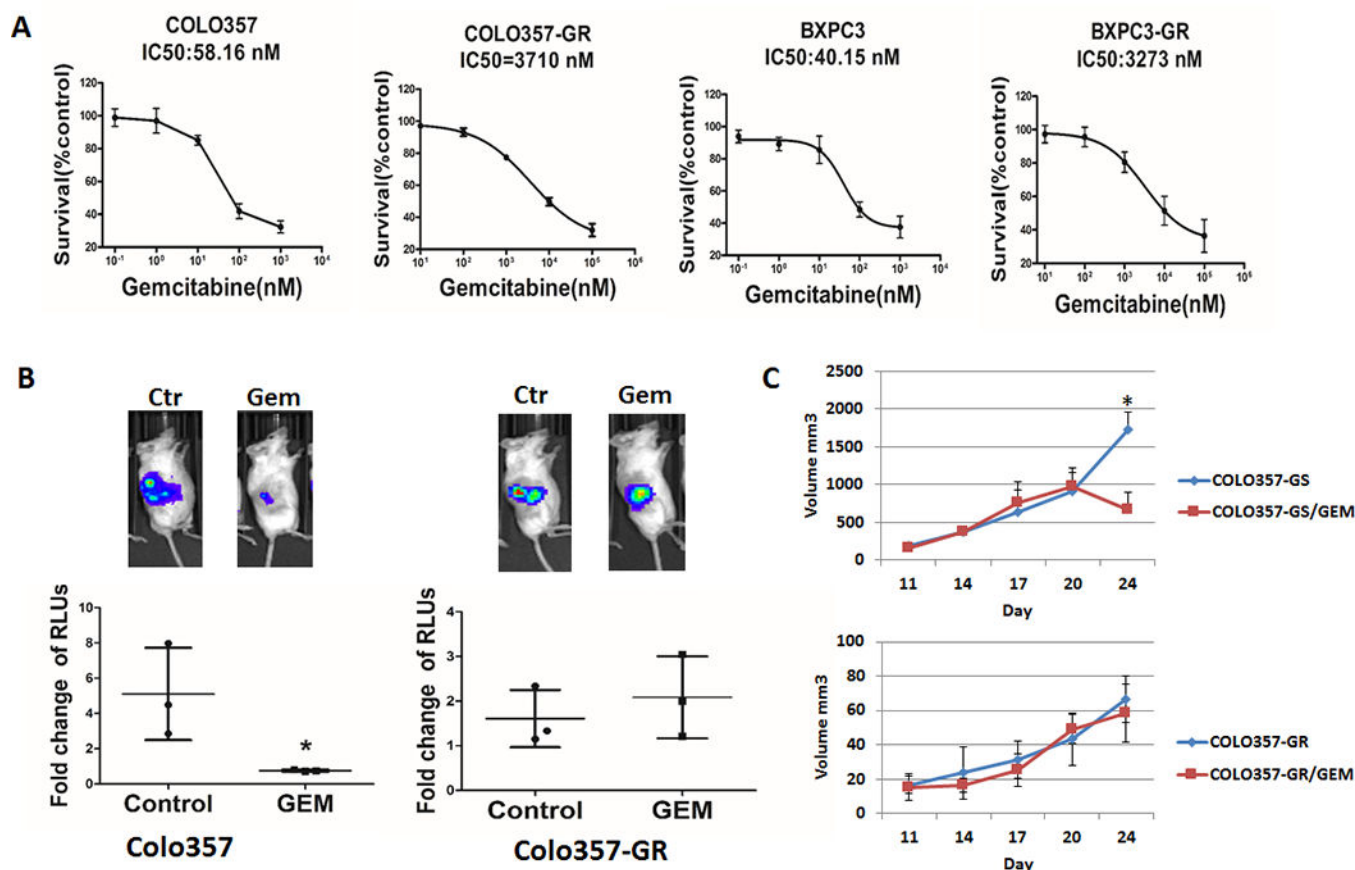 A
COLO357
IC50:58.16 nM
Survival(%control)
120
100
80
60
40
20
10⁻¹ 10⁰ 10¹ 10² 10³ 10⁴
Gemcitabine(nM)
COLO357-GR
IC50=3710 nM
Survival(%control)
120
100
80
60
40
20
10¹ 10² 10³ 10⁴ 10⁵ 10⁶
Gemcitabine(nM)
BXPC3
IC50:40.15 nM
Survival(%control)
120
100
80
60
40
20
10⁻¹ 10⁰ 10¹ 10² 10³ 10⁴
Gemcitabine(nM)
BXPC3-GR
IC50:3273 nM
Survival(%control)
120
100
80
60
40
20
10¹ 10² 10³ 10⁴ 10⁵ 10⁶
Gemcitabine(nM)
B
Ctr Gem
Fold change of RLUs
10
8
6
4
2
0
*
Control GEM
Colo357
Ctr Gem
Fold change of RLUs
4
3
2
1
0
Control GEM
Colo357-GR
C
Volume mm3
2500
2000
1500
1000
500
0
*
11 14 17 20 24
Day
COLO357-GS
COLO357-GS/GEM
Volume mm3
100
80
60
40
20
0
11 14 17 20 24
Day
COLO357-GR
COLO357-GR/GEM